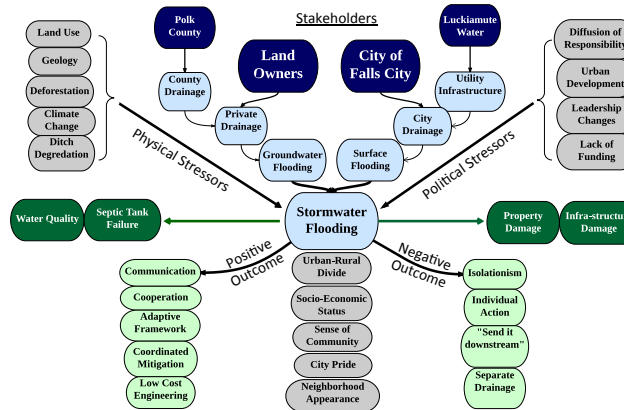 Stakeholders
Polk
County
Luckiamute
Water
Land
Owners
City of
Falls City
Land Use
Geology
Deforestation
Climate
Change
Ditch
Degredation
Diffusion of
Responsibility
Urban
Development
Leadership
Changes
Lack of
Funding
County
Drainage
Utility
Infrastructure
Private
Drainage
City
Drainage
Groundwater
Flooding
Surface
Flooding
Physical Stressors
Political Stressors
Stormwater
Flooding
Water Quality
Septic Tank
Failure
Property
Damage
Infra-structure
Damage
Positive
Outcome
Negative
Outcome
Communication
Cooperation
Adaptive
Framework
Coordinated
Mitigation
Low Cost
Engineering
Urban-Rural
Divide
Socio-Economic
Status
Sense of
Community
City Pride
Neighborhood
Appearance
Isolationism
Individual
Action
"Send it
downstream"
Separate
Drainage